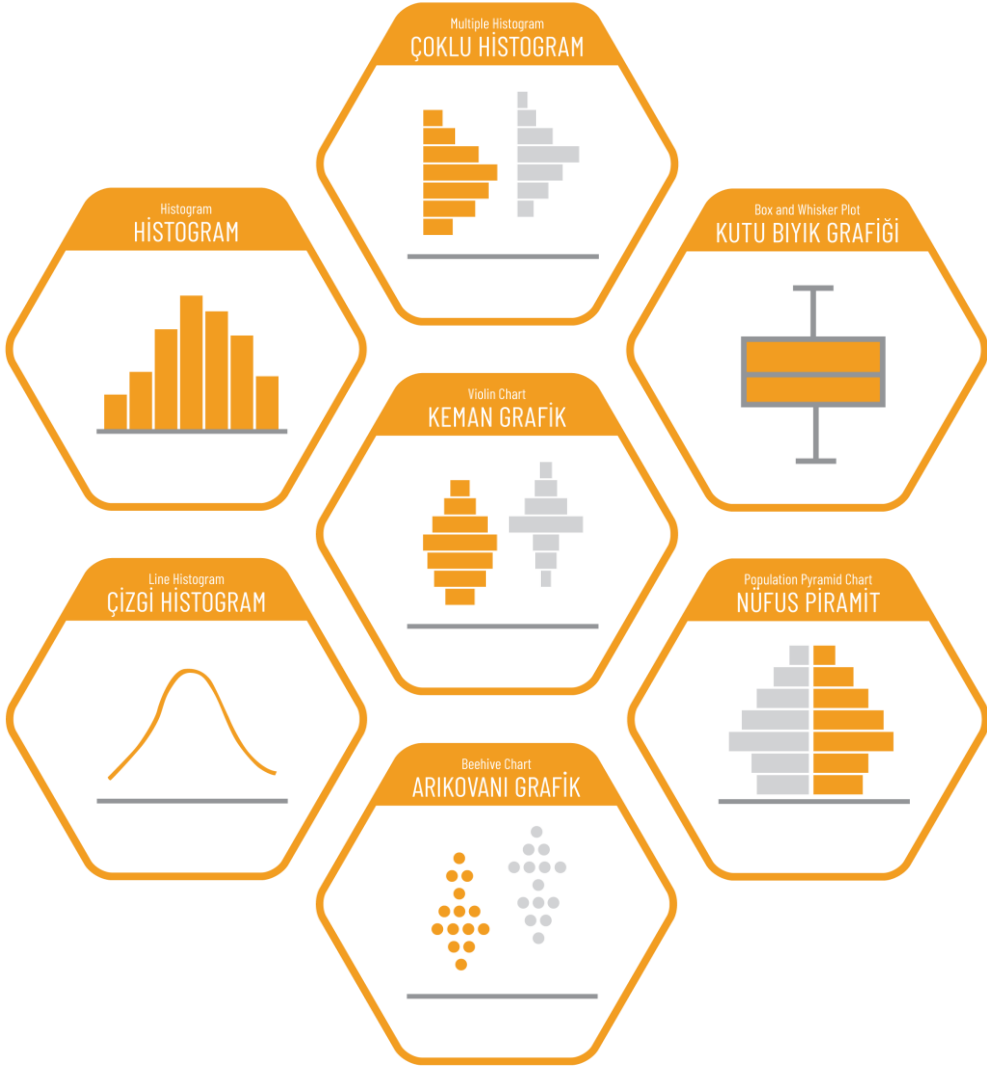 Multiple Histogram
ÇOKLU HİSTOGRAM
Histogram
HİSTOGRAM
Box and Whisker Plot
KUTU BIYIK GRAFİĞİ
Violin Chart
KEMAN GRAFİK
Line Histogram
ÇİZGİ HİSTOGRAM
Population Pyramid Chart
NÜFUS PİRAMİT
Beehive Chart
ARIKOVANI GRAFİK